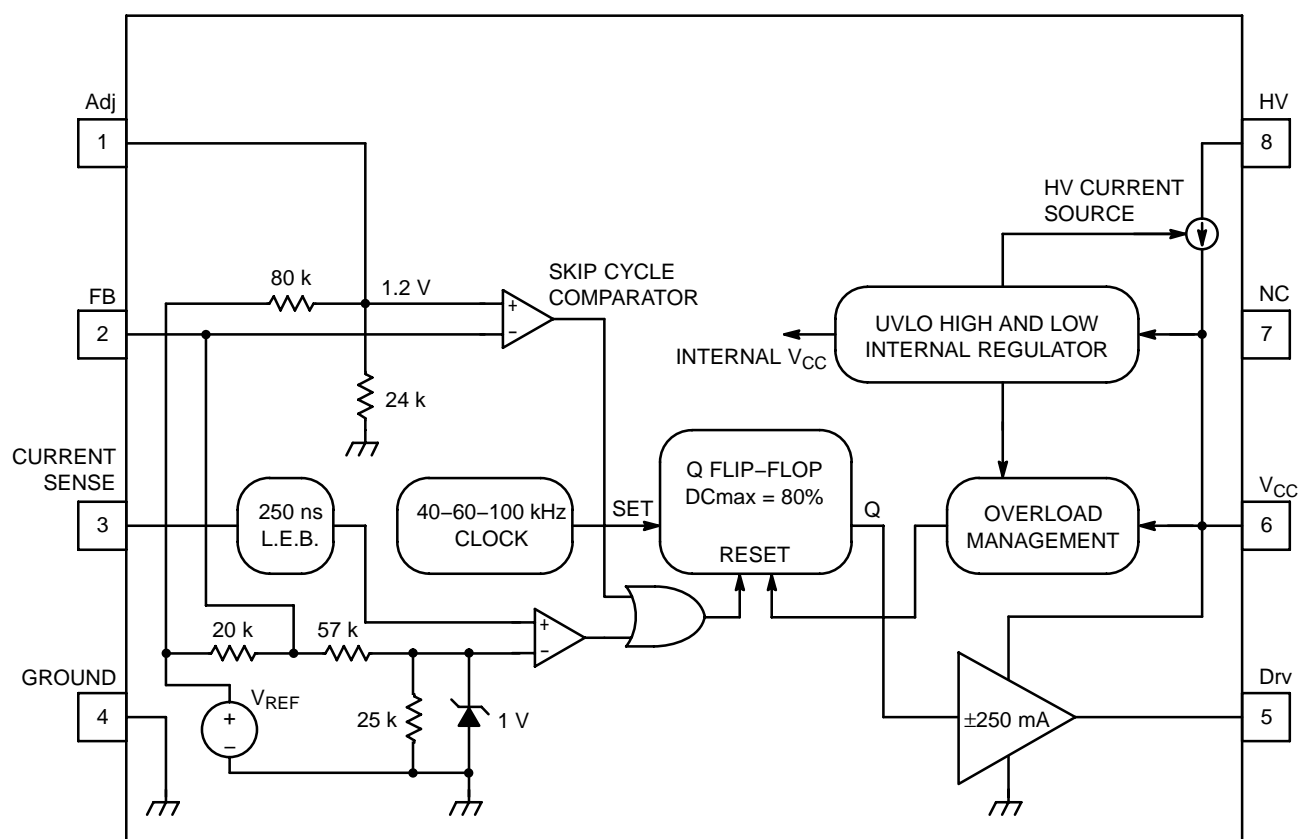 Adj
1
HV
8
HV CURRENT
SOURCE
80 k
1.2 V
SKIP CYCLE
COMPARATOR
+
−
FB
2
NC
7
UVLO HIGH AND LOW
INTERNAL REGULATOR
INTERNAL VCC
24 k
CURRENT
SENSE
3
250 ns
L.E.B.
40−60−100 kHz
CLOCK
SET
Q FLIP−FLOP
DCmax = 80%
RESET
Q
OVERLOAD
MANAGEMENT
VCC
6
20 k
57 k
+
−
GROUND
4
VREF
+
−
25 k
1 V
±250 mA
Drv
5